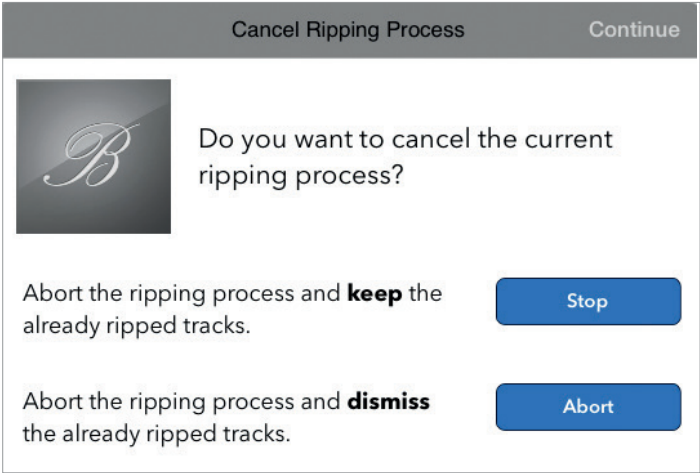 Cancel Ripping Process
Continue
B
Do you want to cancel the current
ripping process?
Abort the ripping process and keep the
already ripped tracks.
Stop
Abort the ripping process and dismiss
the already ripped tracks.
Abort